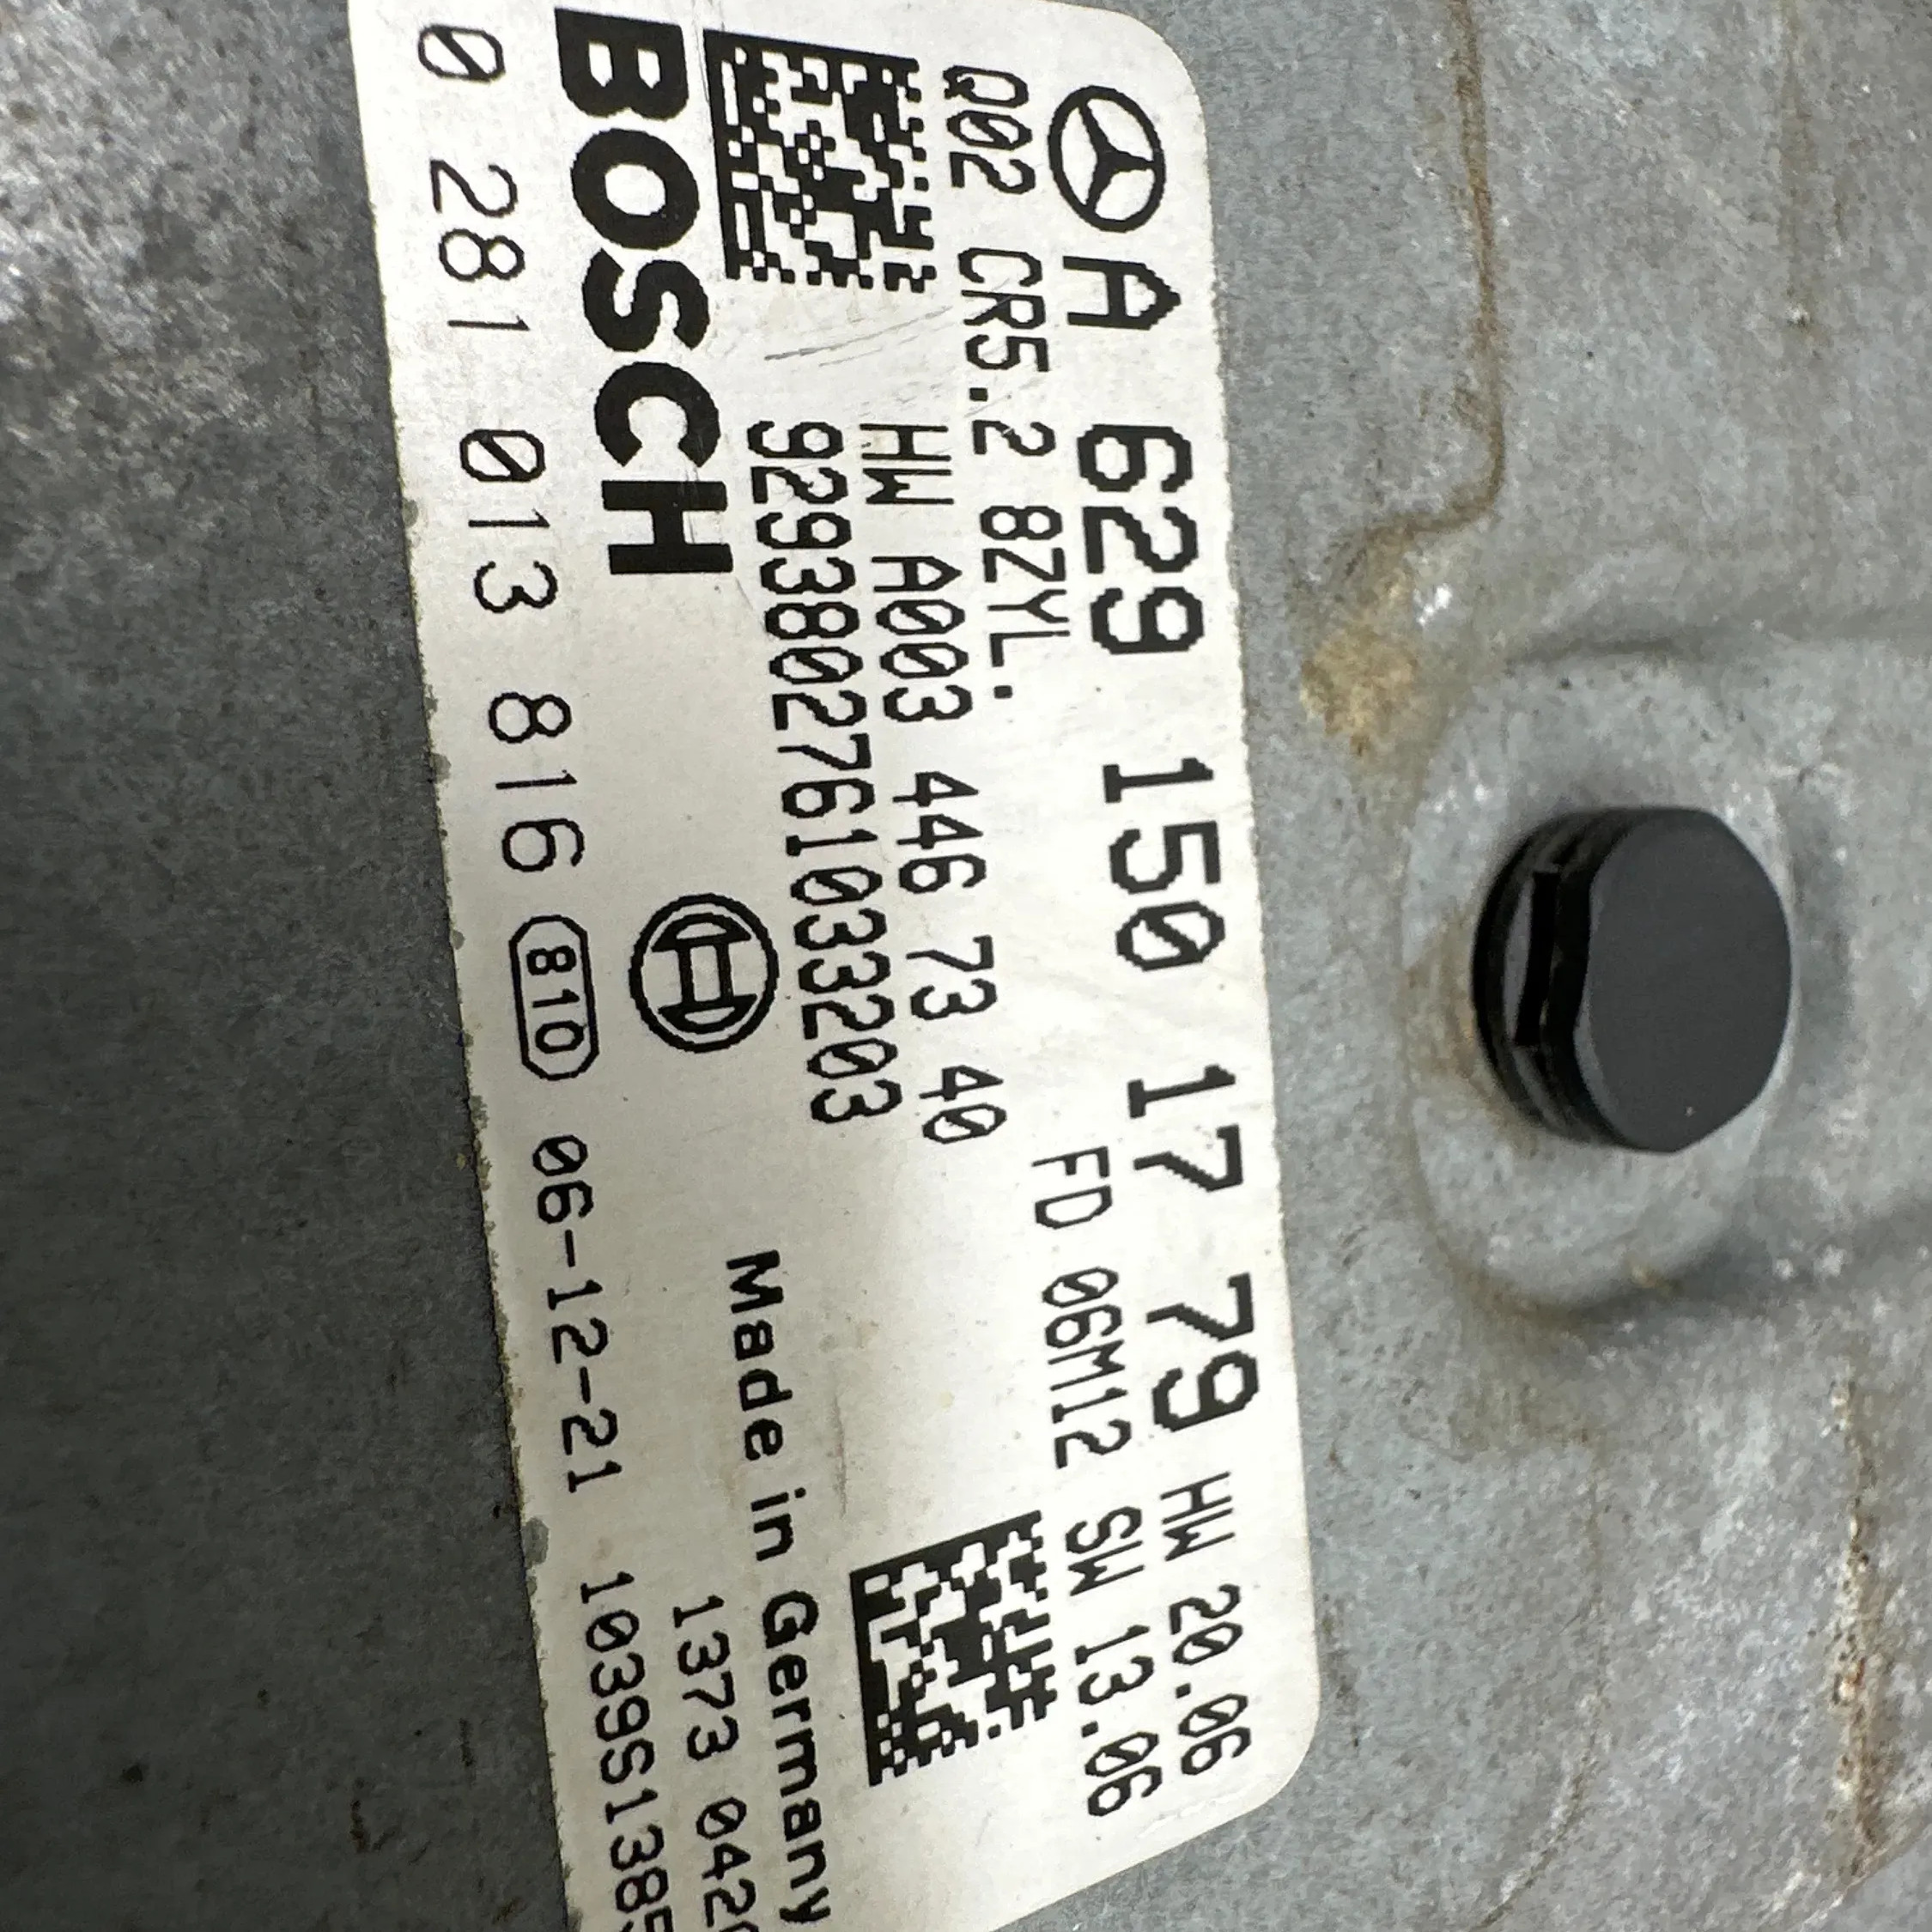 A 629 150 17 79 HW 20.06
Q02 CR5.2 8ZYL. FD 06M12 SW 13.06
HW A003 446 73 40
9293802761033203
BOSCH Made in Germany
1373 042
0 281 013 816 810 06-12-21 1039S1385